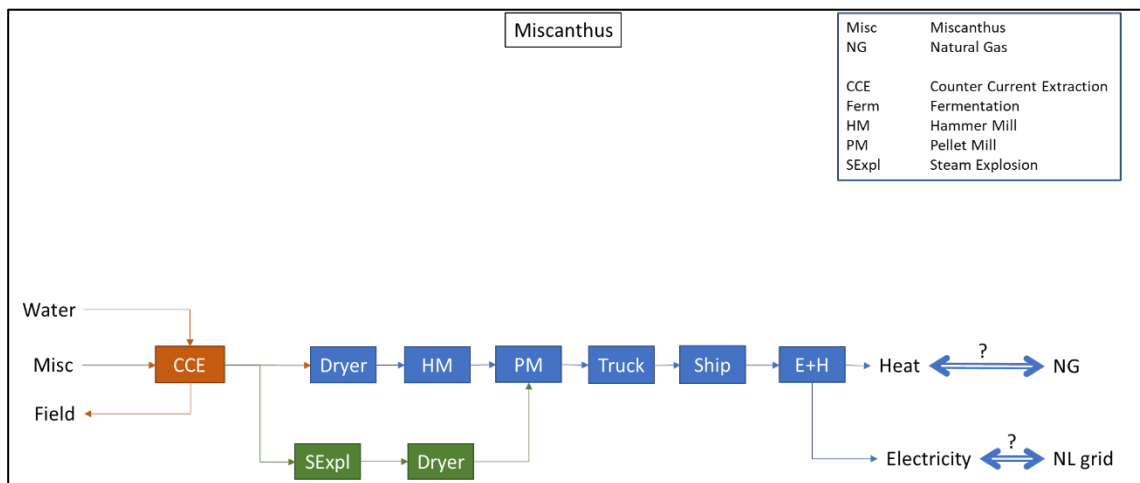 Miscanthus
Misc Miscanthus
NG Natural Gas
CCE Counter Current Extraction
Ferm Fermentation
HM Hammer Mill
PM Pellet Mill
SExpl Steam Explosion
Water
Misc CCE Dryer HM PM Truck Ship E+H Heat ? NG
Field
SExpl Dryer Electricity ? NL grid